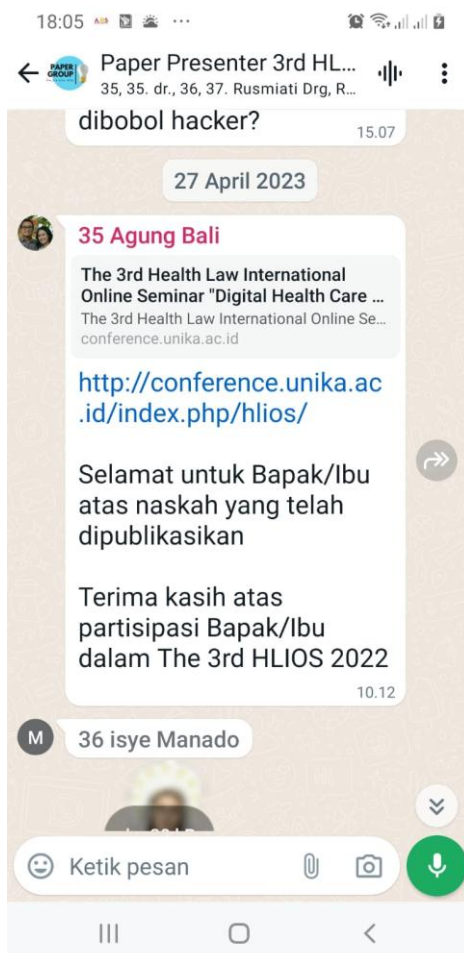 18:05
Paper Presenter 3rd HL...
35, 35. dr., 36, 37. Rusmiati Drg, R...
PAPER
GROUP
dibobol hacker?
15.07
27 April 2023
35 Agung Bali
The 3rd Health Law International
Online Seminar "Digital Health Care ...
The 3rd Health Law International Online Se...
conference.unika.ac.id
http://conference.unika.ac
.id/index.php/hlios/
Selamat untuk Bapak/Ibu
atas naskah yang telah
dipublikasikan
Terima kasih atas
partisipasi Bapak/Ibu
dalam The 3rd HLIOS 2022
10.12
M
36 isye Manado
Ketik pesan